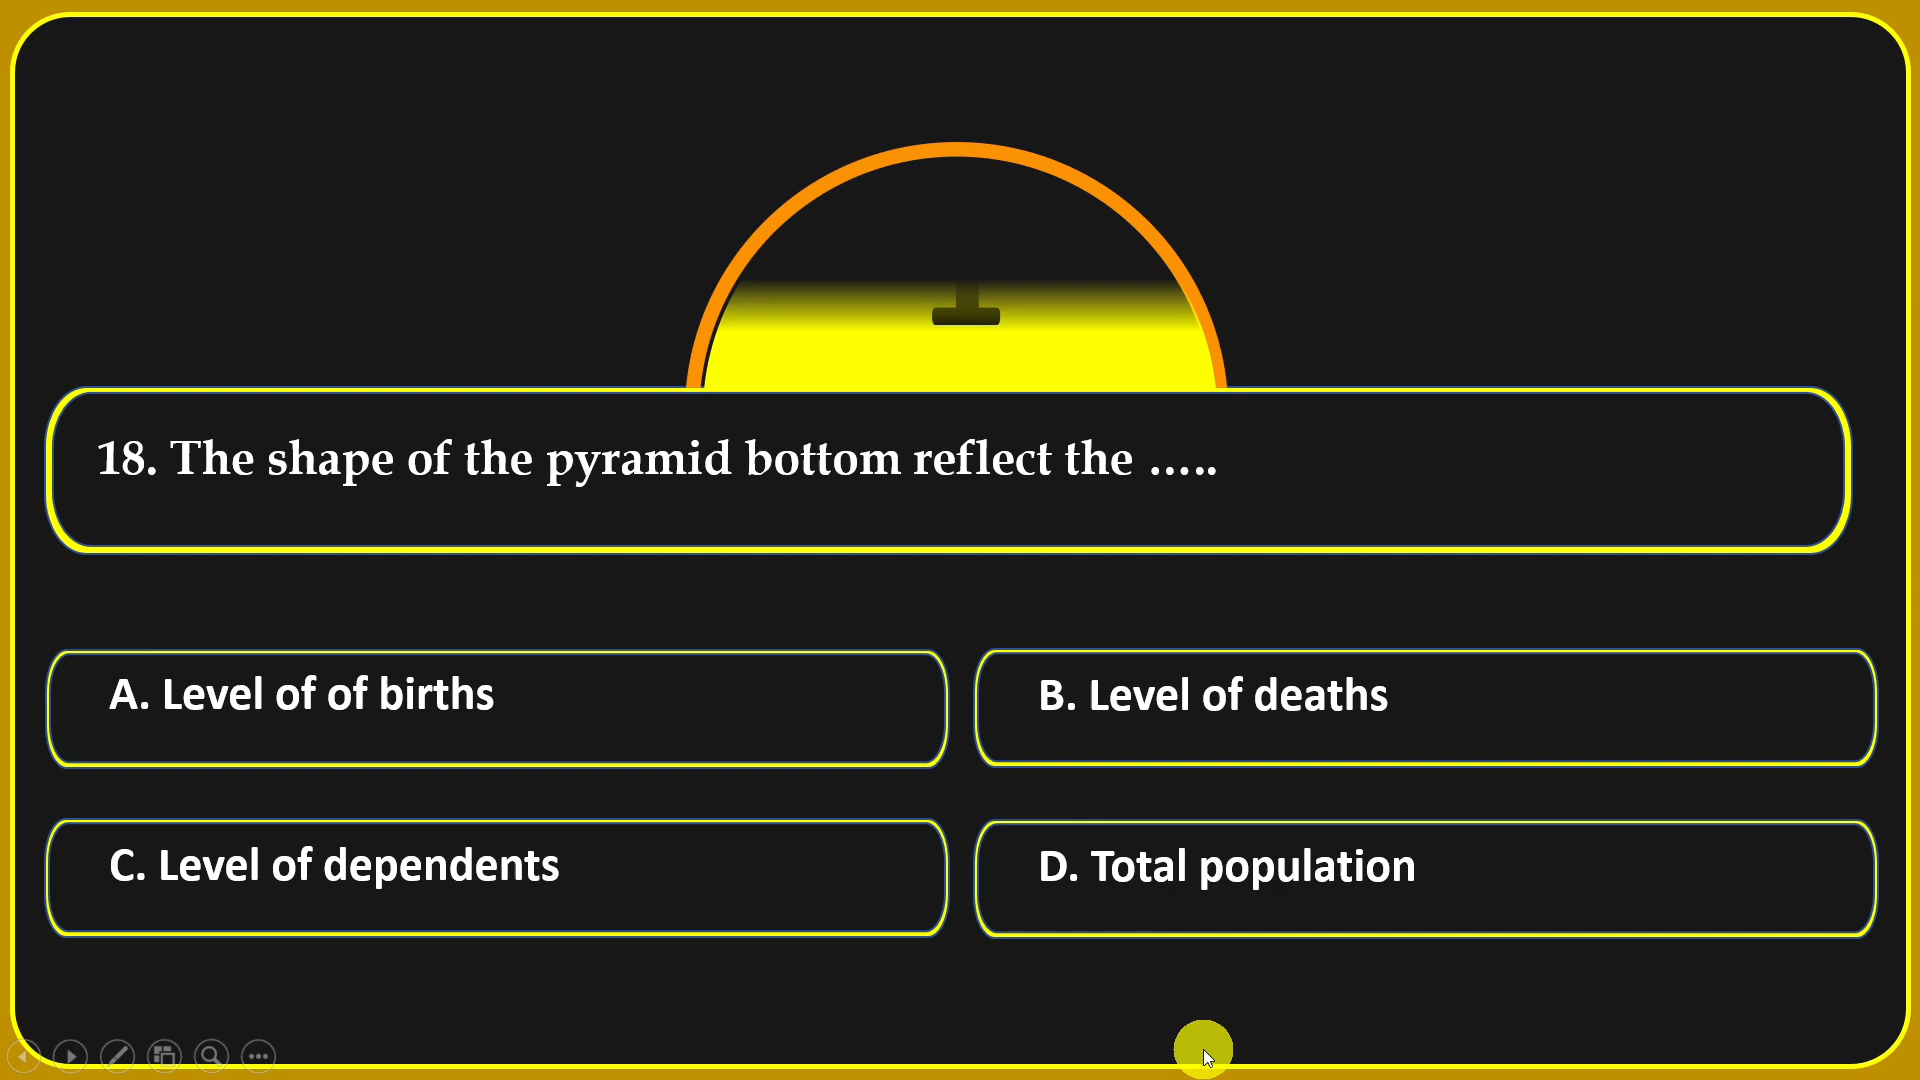 18. The shape of the pyramid bottom reflect the …..
A. Level of of births
B. Level of deaths
C. Level of dependents
D. Total population